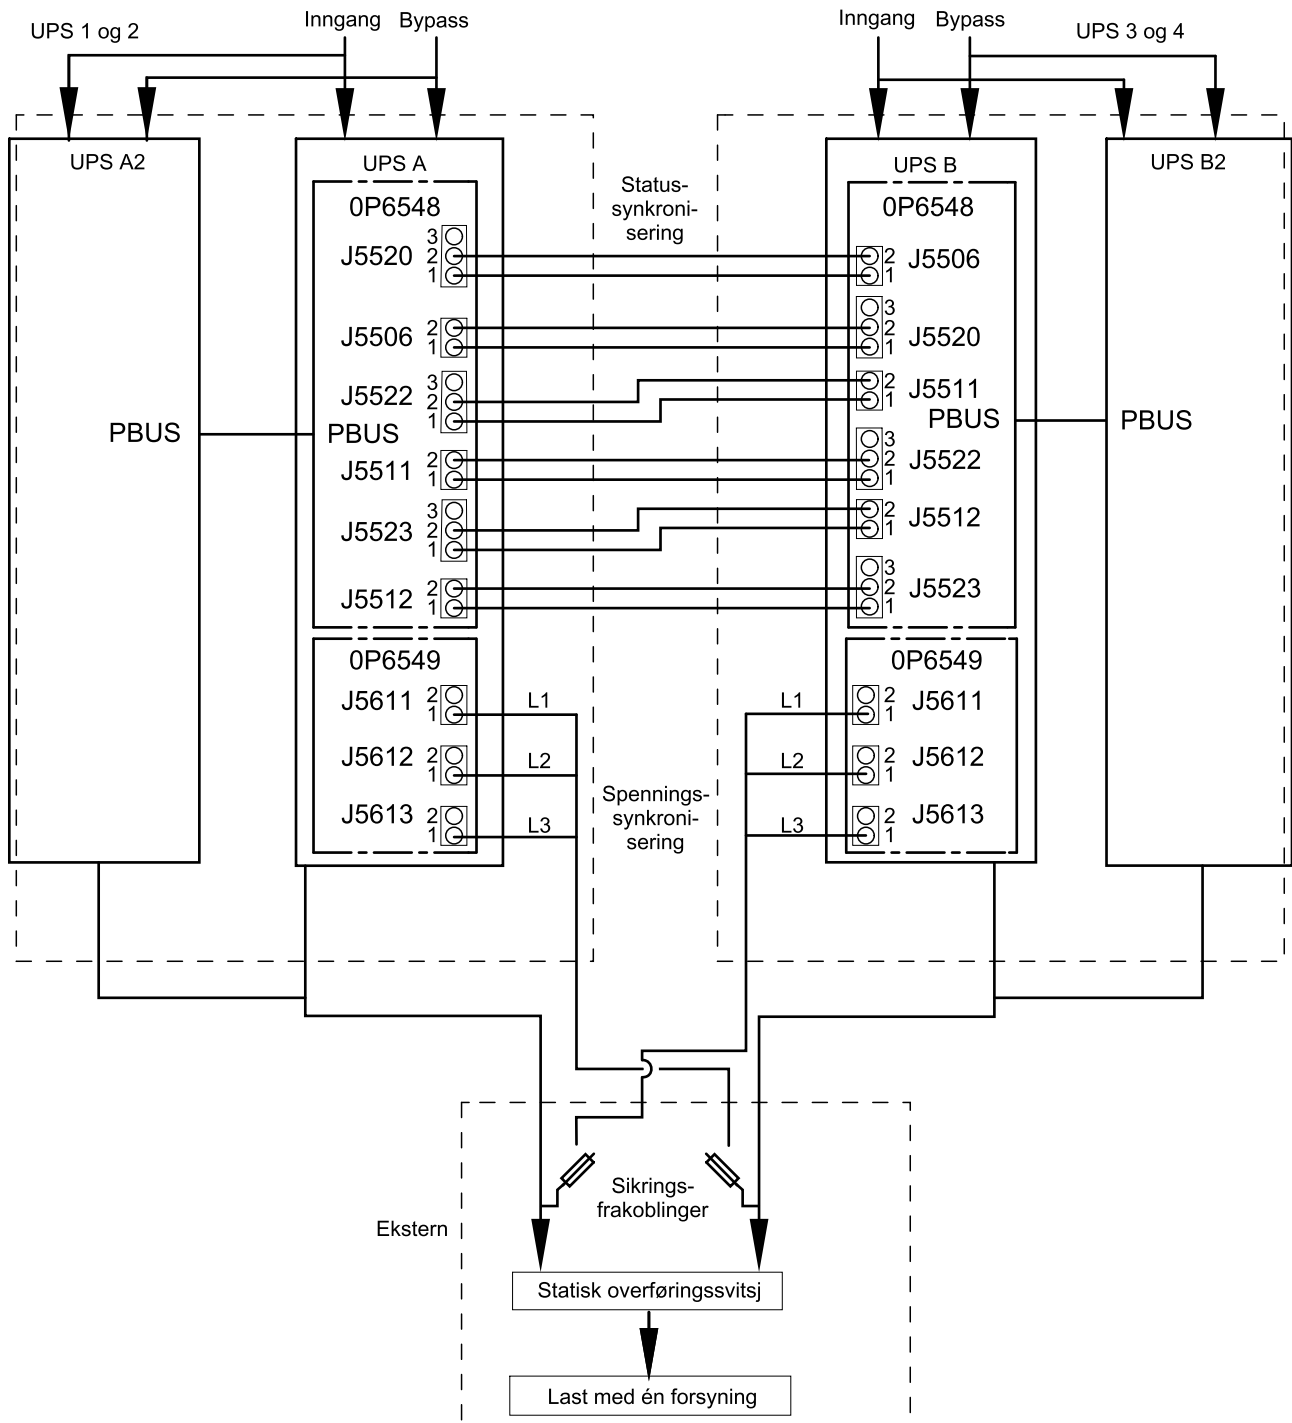 UPS 1 og 2
Inngang
Bypass
Inngang
Bypass
UPS 3 og 4
UPS A2
UPS A
UPS B
UPS B2
Status-
synkroni-
sering
0P6548
J5520
3
2
1
J5506
2
1
J5522
3
2
1
PBUS
PBUS
J5511
2
1
J5523
3
2
1
J5512
2
1
0P6549
J5611
2
1
L1
J5612
2
1
L2
J5613
2
1
L3
0P6548
2
1
J5506
3
2
1
J5520
2
1
J5511
PBUS
PBUS
3
2
1
J5522
2
1
J5512
3
2
1
J5523
0P6549
L1
2
1
J5611
L2
2
1
J5612
L3
2
1
J5613
Spennings-
synkroni-
sering
Sikrings-
frakoblinger
Ekstern
Statisk overføringssvitsj
Last med én forsyning